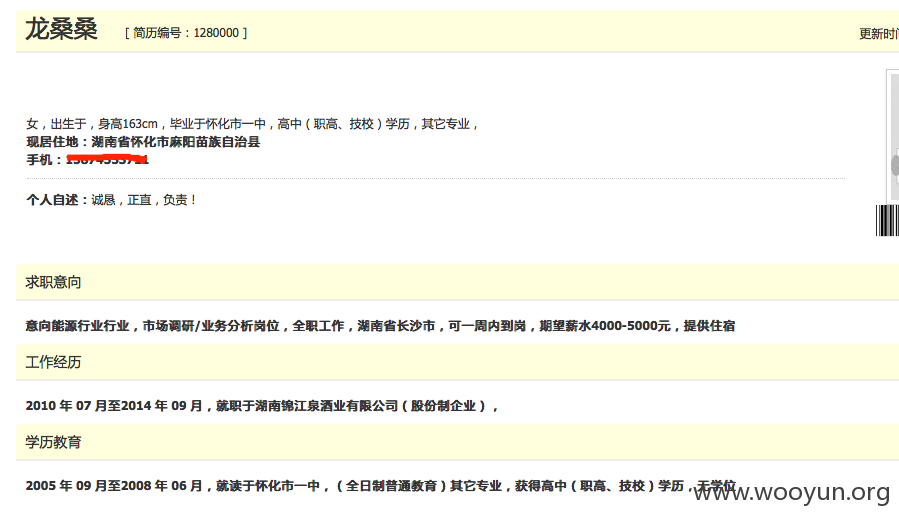 龙桑桑 [ 简历编号：1280000 ] 更新时间
女，出生于，身高163cm，毕业于怀化市一中，高中（职高、技校）学历，其它专业，
现居住地：湖南省怀化市麻阳苗族自治县
手机：
个人自述：诚恳，正直，负责！
求职意向
意向能源行业行业，市场调研/业务分析岗位，全职工作，湖南省长沙市，可一周内到岗，期望薪水4000-5000元，提供住宿
工作经历
2010 年 07 月至2014 年 09 月，就职于湖南锦江泉酒业有限公司（股份制企业），
学历教育
2005 年 09 月至2008 年 06 月，就读于怀化市一中，（全日制普通教育）其它专业，获得高中（职高、技校）学历，无学位
www.wooyun.org